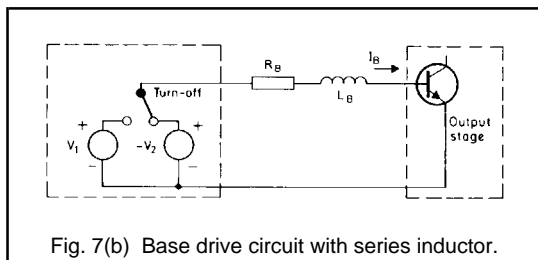 R_B
I_B
Turn-off
L_B
+
+
Output
stage
V_1
-V_2
-
-
Fig. 7(b) Base drive circuit with series inductor.